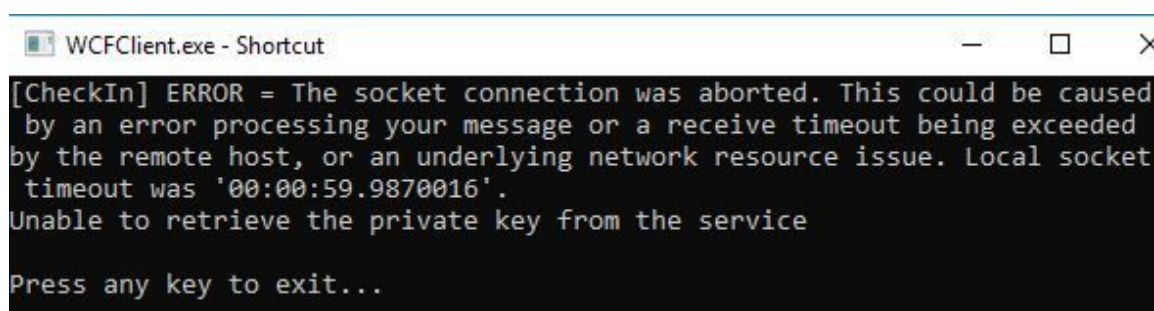 WCFClient.exe - Shortcut
[CheckIn] ERROR = The socket connection was aborted. This could be caused
by an error processing your message or a receive timeout being exceeded
by the remote host, or an underlying network resource issue. Local socket
timeout was '00:00:59.9870016'.
Unable to retrieve the private key from the service
Press any key to exit...